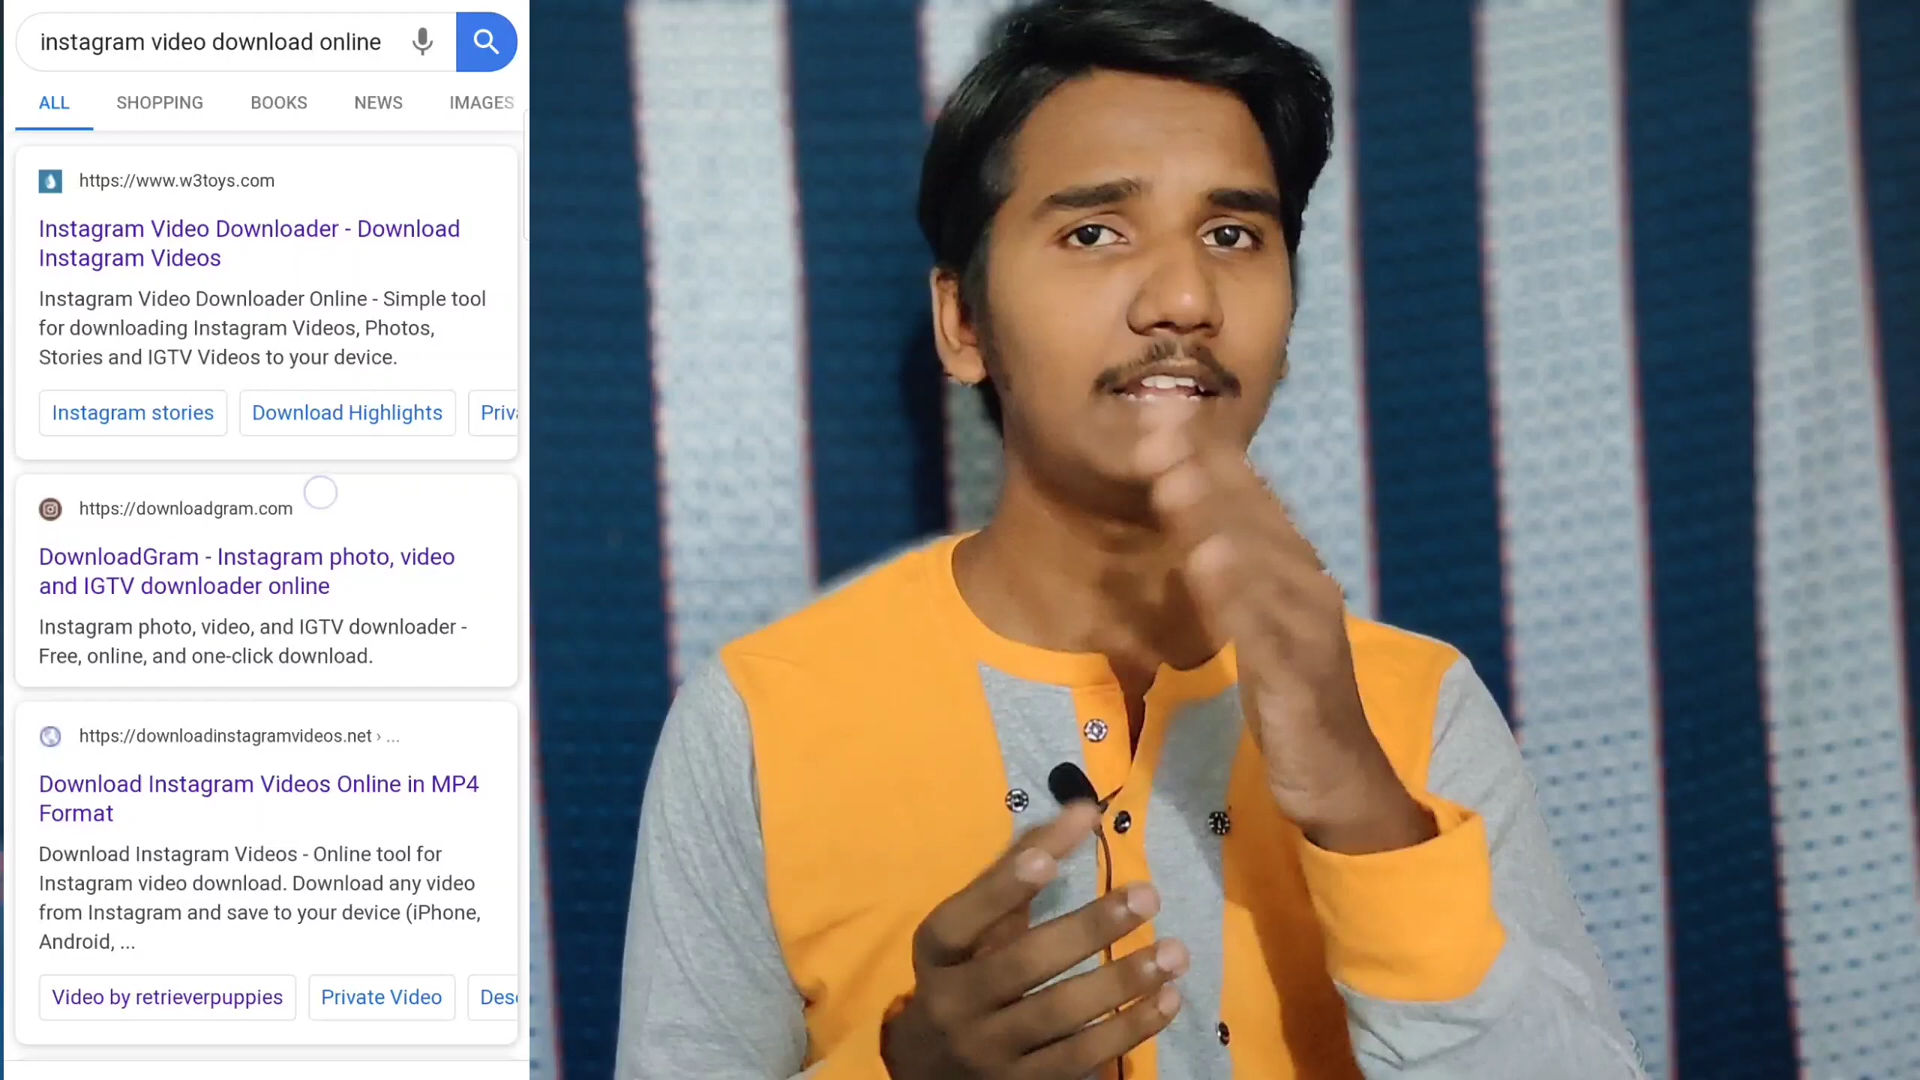 instagram video download online
ALL SHOPPING BOOKS NEWS IMAGES
https://www.w3toys.com
Instagram Video Downloader - Download
Instagram Videos
Instagram Video Downloader Online - Simple tool
for downloading Instagram Videos, Photos,
Stories and IGTV Videos to your device.
Instagram stories Download Highlights Priva
https://downloadgram.com
DownloadGram - Instagram photo, video
and IGTV downloader online
Instagram photo, video, and IGTV downloader -
Free, online, and one-click download.
https://downloadinstagramvideos.net › ...
Download Instagram Videos Online in MP4
Format
Download Instagram Videos - Online tool for
Instagram video download. Download any video
from Instagram and save to your device (iPhone,
Android, ...
Video by retrieverpuppies Private Video Desc